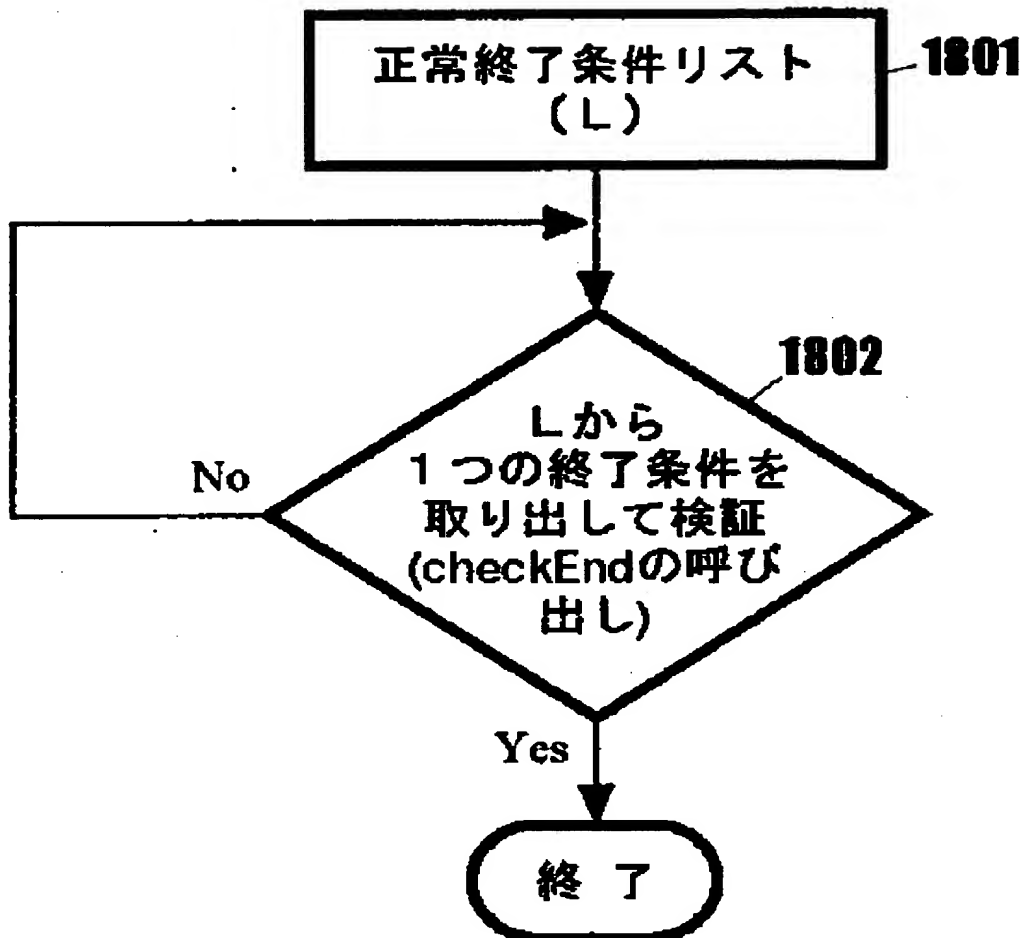 正常終了条件リスト
(L)
1801
1802
Lから
1つの終了条件を
取り出して検証
(checkEndの呼び
出し)
No
Yes
終 了